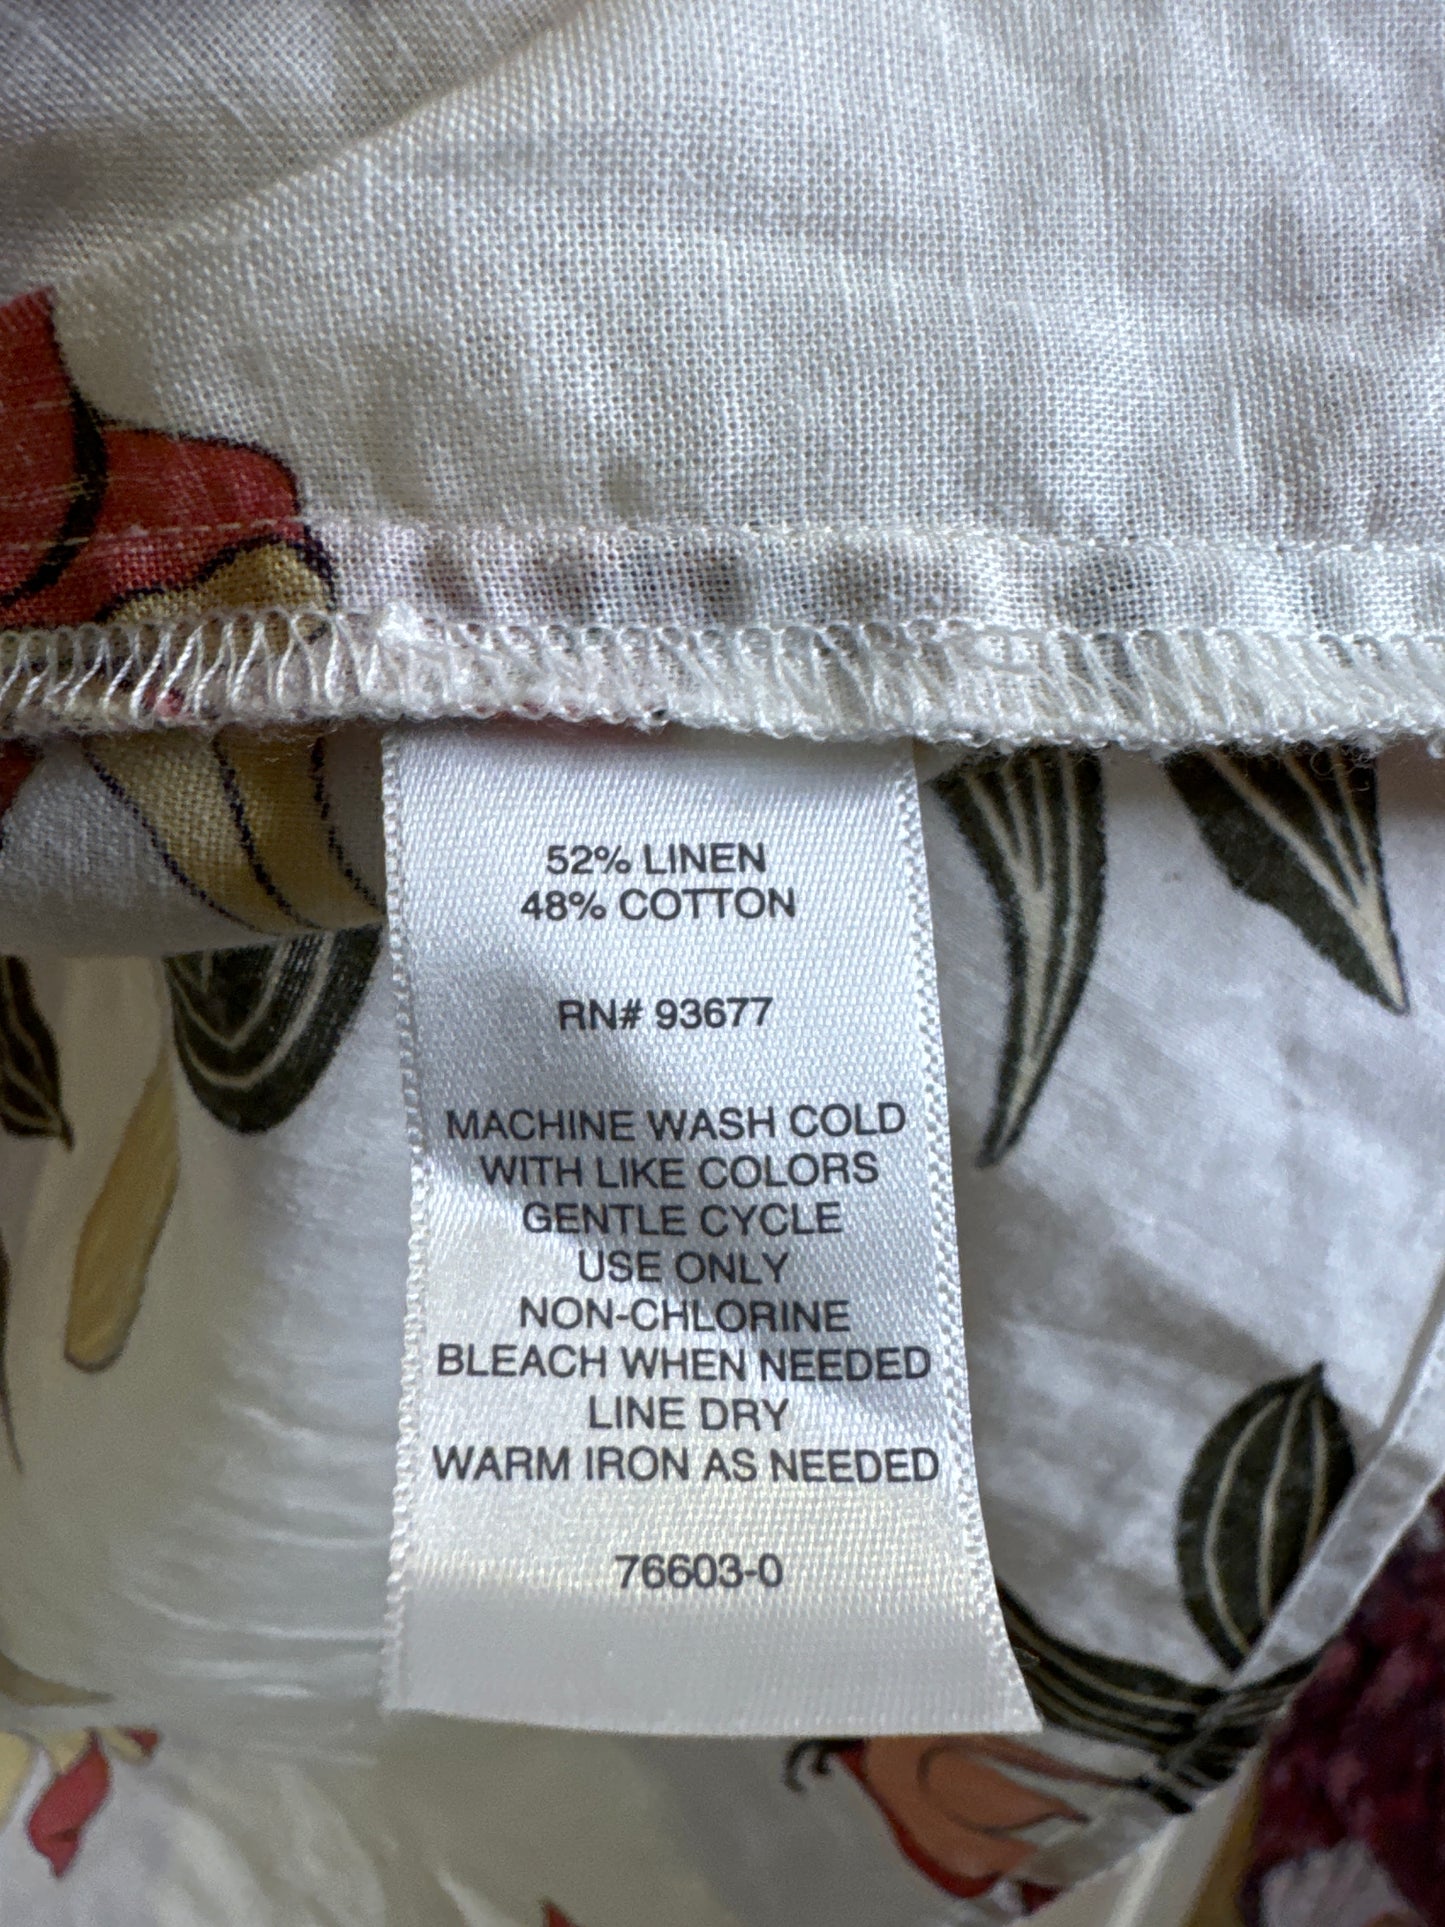 52% LINEN
48% COTTON
RN# 93677
MACHINE WASH COLD
WITH LIKE COLORS
GENTLE CYCLE
USE ONLY
NON-CHLORINE
BLEACH WHEN NEEDED
LINE DRY
WARM IRON AS NEEDED
76603-0